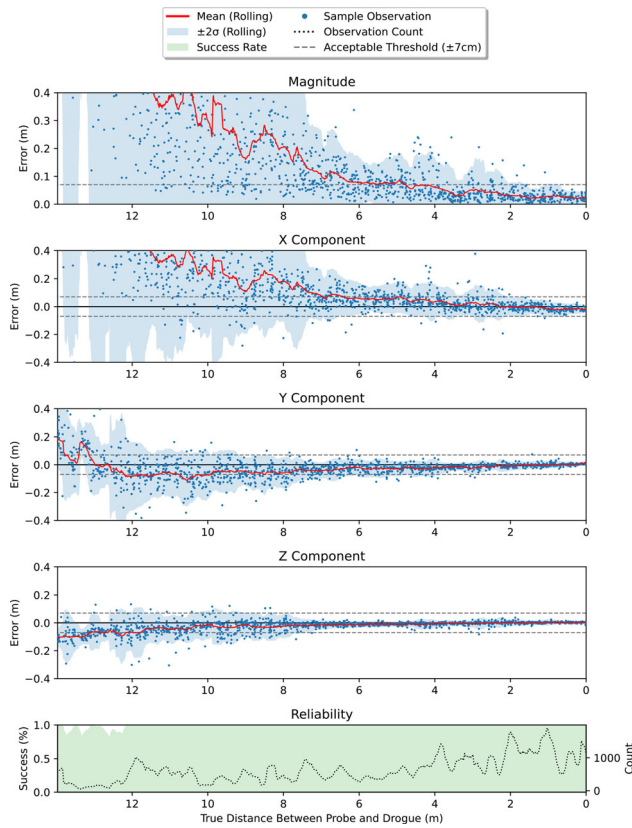 Mean (Rolling) Sample Observation
±2σ (Rolling) Observation Count
Success Rate Acceptable Threshold (±7cm)
Magnitude
Error (m)
0.4
0.3
0.2
0.1
0.0
12 10 8 6 4 2 0
X Component
Error (m)
0.4
0.2
0.0
−0.2
−0.4
12 10 8 6 4 2 0
Y Component
Error (m)
0.4
0.2
0.0
−0.2
−0.4
12 10 8 6 4 2 0
Z Component
Error (m)
0.4
0.2
0.0
−0.2
−0.4
12 10 8 6 4 2 0
Reliability
Success (%)
1.0
0.5
0.0
1000
0
Count
12 10 8 6 4 2 0
True Distance Between Probe and Drogue (m)